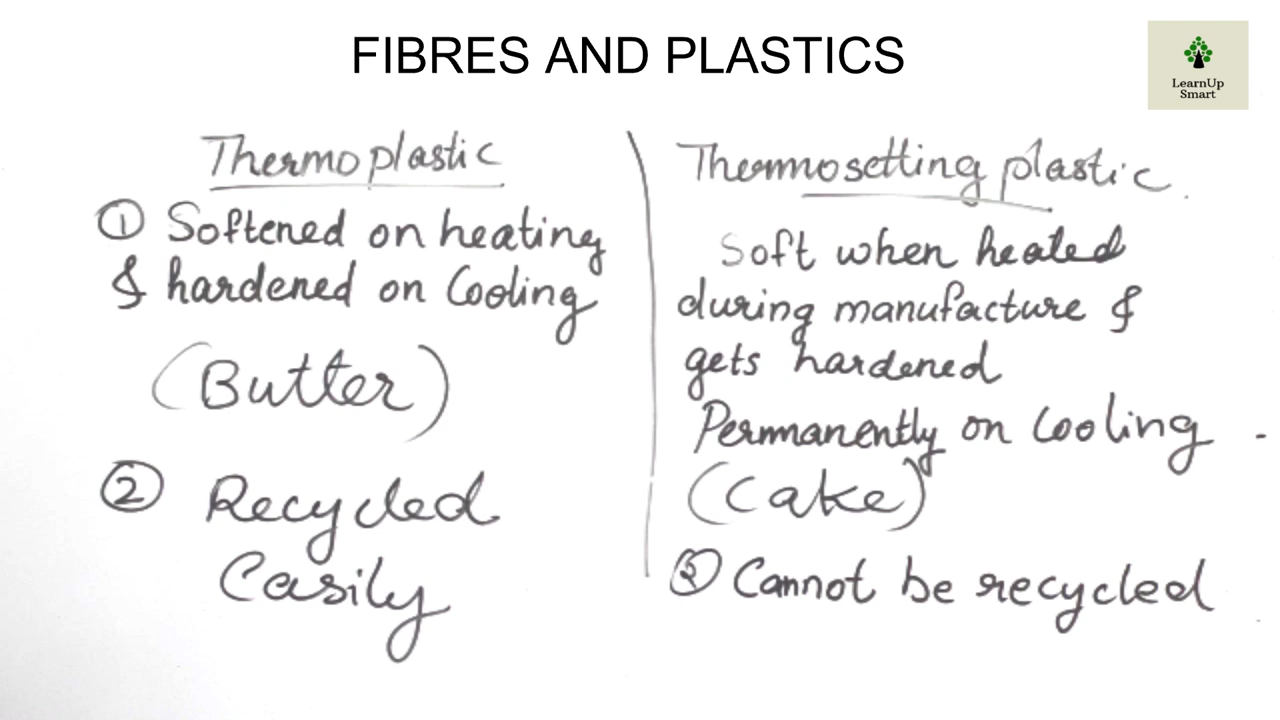 FIBRES AND PLASTICS
LearnUp
Smart
Thermoplastic
① Softened on heating
& hardened on Cooling
(Butter)
② Recycled
Easily
Thermosetting plastic
Soft when heated
during manufacture &
gets hardened
Permanently on Cooling
(Cake)
② Cannot be recycled